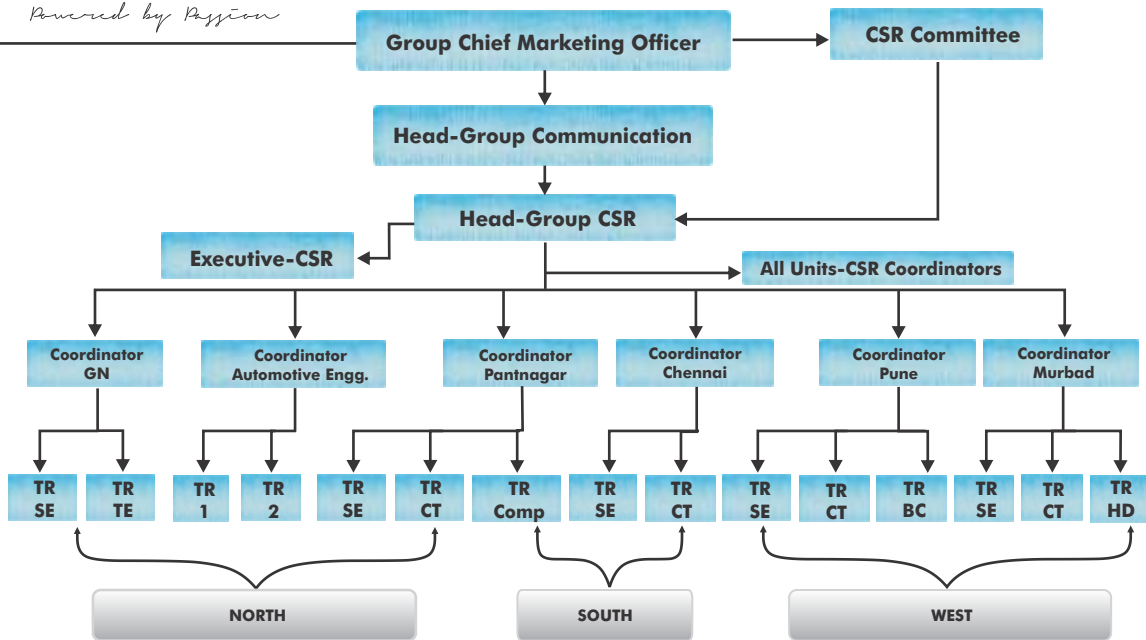 Powered by Passion
Group Chief Marketing Officer
CSR Committee
Head-Group Communication
Head-Group CSR
Executive-CSR
All Units-CSR Coordinators
Coordinator
GN
Coordinator
Automotive Engg.
Coordinator
Pantnagar
Coordinator
Chennai
Coordinator
Pune
Coordinator
Murbad
TR
SE
TR
TE
TR
1
TR
2
TR
SE
TR
CT
TR
Comp
TR
SE
TR
CT
TR
SE
TR
CT
TR
BC
TR
SE
TR
CT
TR
HD
NORTH
SOUTH
WEST